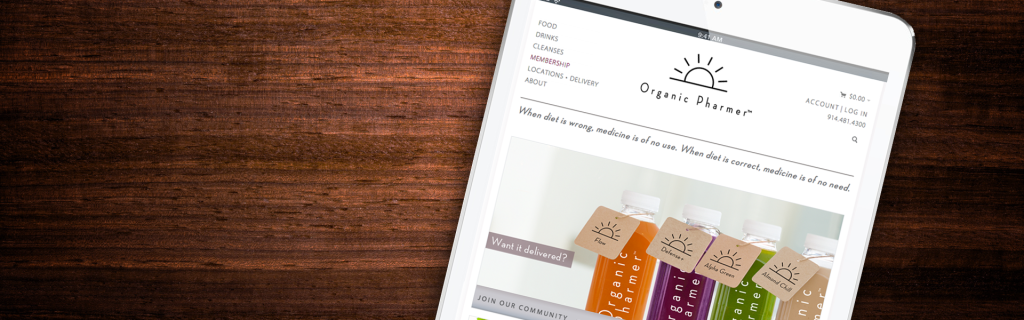 9:41 AM
FOOD
DRINKS
CLEANSES
MEMBERSHIP
LOCATIONS + DELIVERY
ABOUT
Organic Pharmer™
$0.00
ACCOUNT | LOG IN
914.481.4300
When diet is wrong, medicine is of no use. When diet is correct, medicine is of no need.
Want it delivered?
Flow
Defense+
Alpha Green
Almond Chill
Organic
Pharmer
Organic
Pharmer
Organic
Pharmer
JOIN OUR COMMUNITY